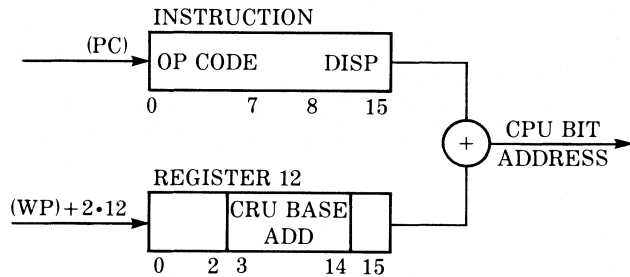 INSTRUCTION
(PC)
OP CODE DISP
0 7 8 15
CPU BIT
ADDRESS
+
REGISTER 12
(WP)+2•12
CRU BASE
ADD
0 2 3 14 15